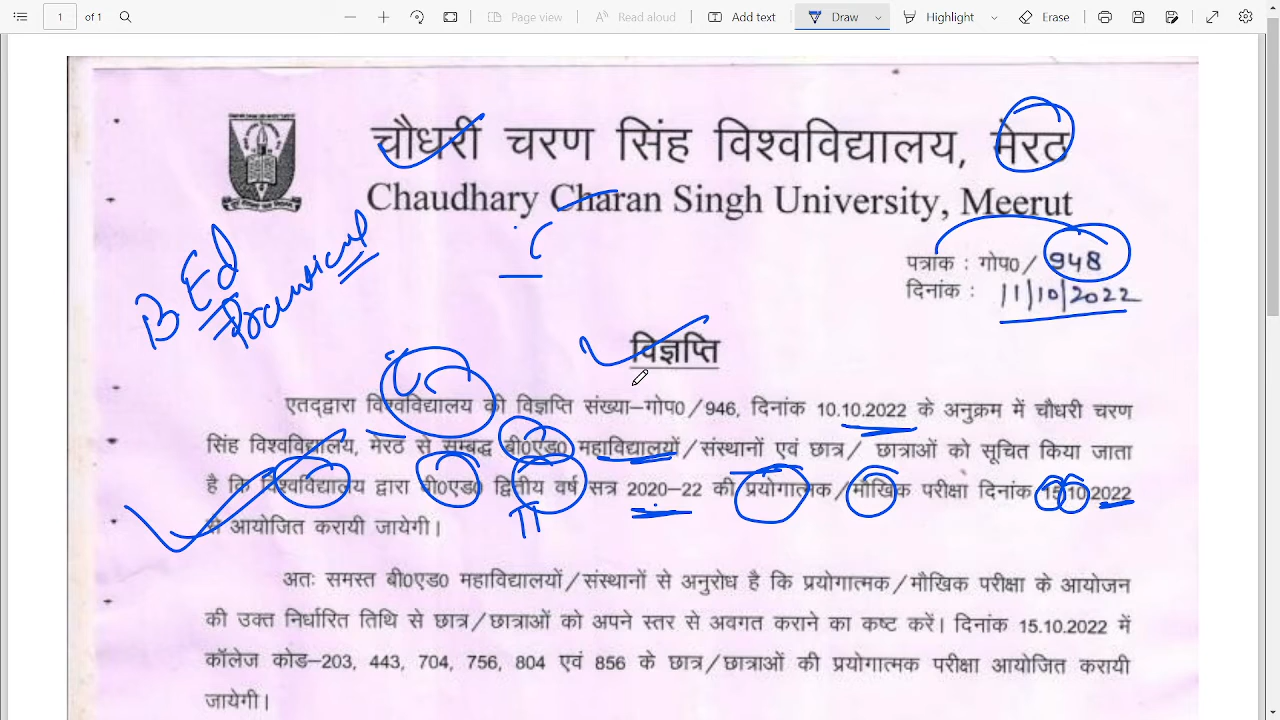 1 of 1 Page view Read aloud Add text Draw Highlight Erase
चौधरी चरण सिंह विश्वविद्यालय, मेरठ
Chaudhary Charan Singh University, Meerut
पत्रांक : गोप0/ 948
दिनांक : 11/10/2022
B Ed
Practical
विज्ञप्ति
एतद्द्वारा विश्वविद्यालय की विज्ञप्ति संख्या–गोप0/946, दिनांक 10.10.2022 के अनुक्रम में चौधरी चरण
सिंह विश्वविद्यालय, मेरठ से सम्बद्ध बी0एड0 महाविद्यालयों/संस्थानों एवं छात्र/ छात्राओं को सूचित किया जाता
है कि विश्वविद्यालय द्वारा बी0एड0 द्वितीय वर्ष सत्र 2020–22 की प्रयोगात्मक/मौखिक परीक्षा दिनांक 15.10.2022
से आयोजित करायी जायेगी।
II
अतः समस्त बी0एड0 महाविद्यालयों/संस्थानों से अनुरोध है कि प्रयोगात्मक/मौखिक परीक्षा के आयोजन
की उक्त निर्धारित तिथि से छात्र/छात्राओं को अपने स्तर से अवगत कराने का कष्ट करें। दिनांक 15.10.2022 में
कॉलेज कोड–203, 443, 704, 756, 804 एवं 856 के छात्र/छात्राओं की प्रयोगात्मक परीक्षा आयोजित करायी
जायेगी।